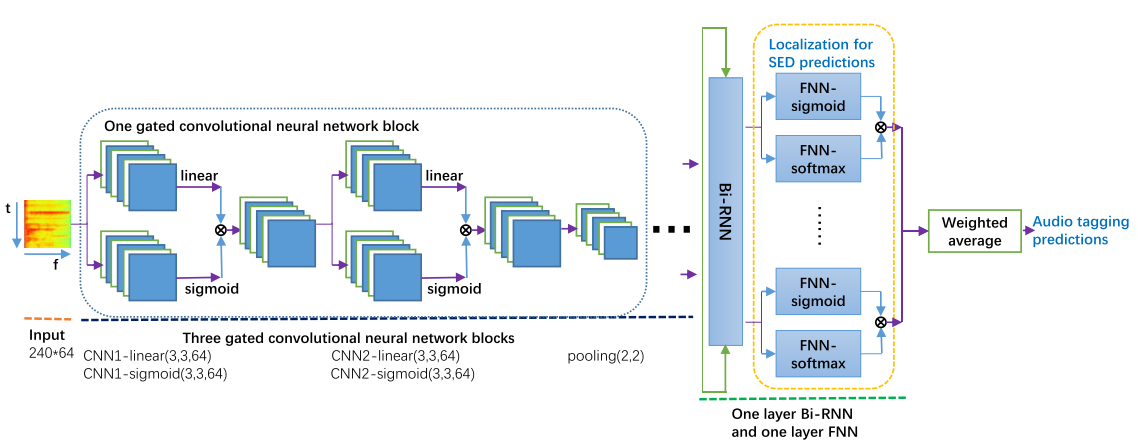 Localization for
SED predictions
One gated convolutional neural network block
t
f
linear
sigmoid
linear
sigmoid
Bi-RNN
FNN-
sigmoid
FNN-
softmax
FNN-
sigmoid
FNN-
softmax
Weighted
average
Audio tagging
predictions
Input
240*64
Three gated convolutional neural network blocks
CNN1-linear(3,3,64)
CNN1-sigmoid(3,3,64)
CNN2-linear(3,3,64)
CNN2-sigmoid(3,3,64)
pooling(2,2)
One layer Bi-RNN
and one layer FNN